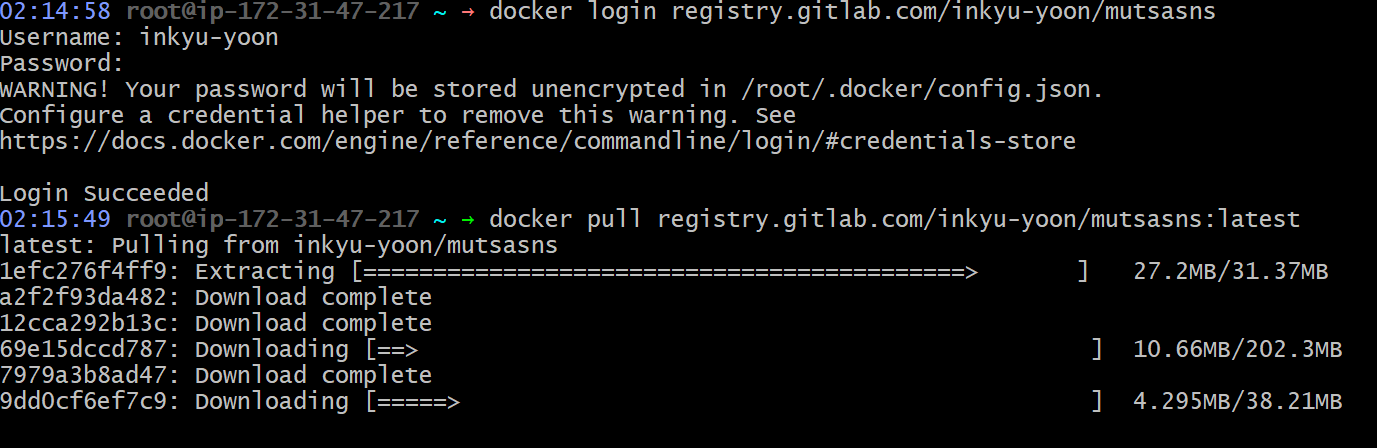 02:14:58 root@ip-172-31-47-217 ~ → docker login registry.gitlab.com/inkyu-yoon/mutsasns
Username: inkyu-yoon
Password:
WARNING! Your password will be stored unencrypted in /root/.docker/config.json.
Configure a credential helper to remove this warning. See
https://docs.docker.com/engine/reference/commandline/login/#credentials-store

Login Succeeded
02:15:49 root@ip-172-31-47-217 ~ → docker pull registry.gitlab.com/inkyu-yoon/mutsasns:latest
latest: Pulling from inkyu-yoon/mutsasns
1efc276f4ff9: Extracting [===========================================>       ]   27.2MB/31.37MB
a2f2f93da482: Download complete
12cca292b13c: Download complete
69e15dccd787: Downloading [==>                                                ]  10.66MB/202.3MB
7979a3b8ad47: Download complete
9dd0cf6ef7c9: Downloading [=====>                                             ]  4.295MB/38.21MB